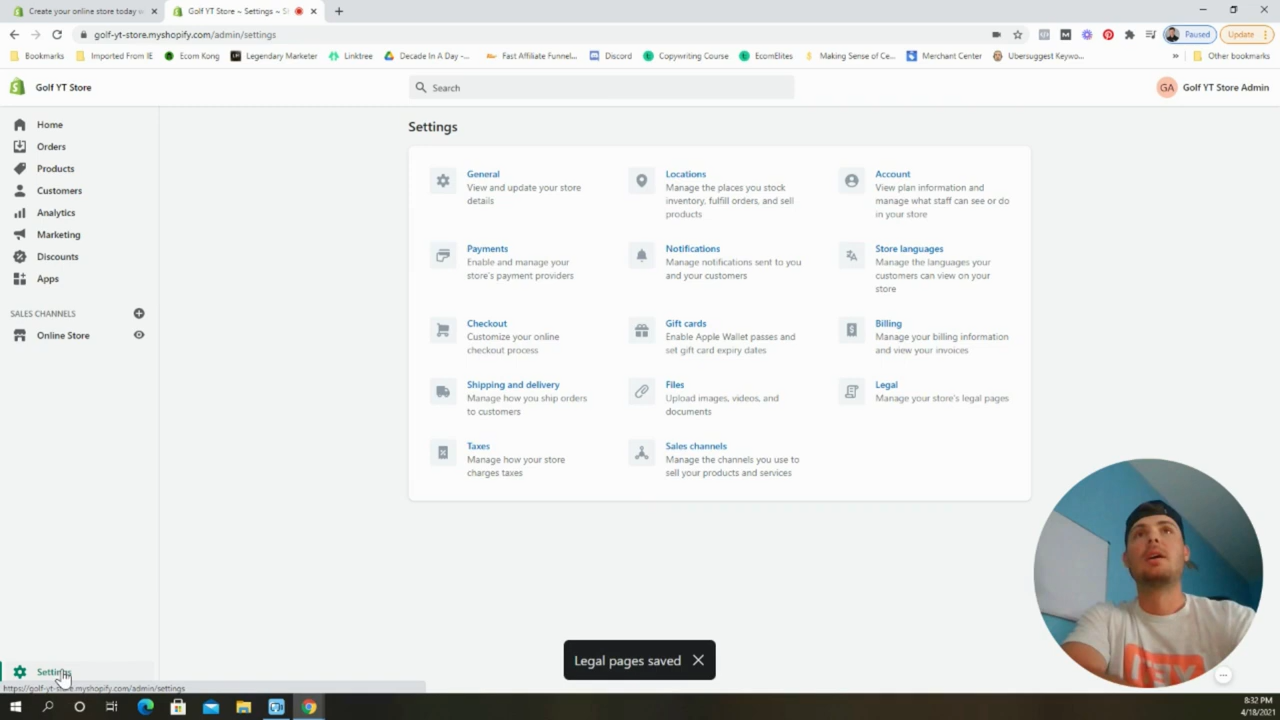 Create your online store today
Golf YT Store ~ Settings ~ S
golf-yt-store.myshopify.com/admin/settings
Paused
Update
Bookmarks
Imported From IE
Ecom Kong
Legendary Marketer
Linktree
Decade In A Day -...
Fast Affiliate Funnel...
Discord
Copywriting Course
EcomElites
Making Sense of Ce...
Merchant Center
Ubersuggest Keywo...
Other bookmarks
Golf YT Store
Search
GA
Golf YT Store Admin
Home
Orders
Products
Customers
Analytics
Marketing
Discounts
Apps
SALES CHANNELS
Online Store
Settings
General
View and update your store
details
Locations
Manage the places you stock
inventory, fulfill orders, and sell
products
Account
View plan information and
manage what staff can see or do
in your store
Payments
Enable and manage your
store's payment providers
Notifications
Manage notifications sent to you
and your customers
Store languages
Manage the languages your
customers can view on your
store
Checkout
Customize your online
checkout process
Gift cards
Enable Apple Wallet passes and
set gift card expiry dates
Billing
Manage your billing information
and view your invoices
Shipping and delivery
Manage how you ship orders
to customers
Files
Upload images, videos, and
documents
Legal
Manage your store's legal pages
Taxes
Manage how your store
charges taxes
Sales channels
Manage the channels you use to
sell your products and services
Legal pages saved
Settings
https://golf-yt-store.myshopify.com/admin/settings
8:32 PM
4/18/2021